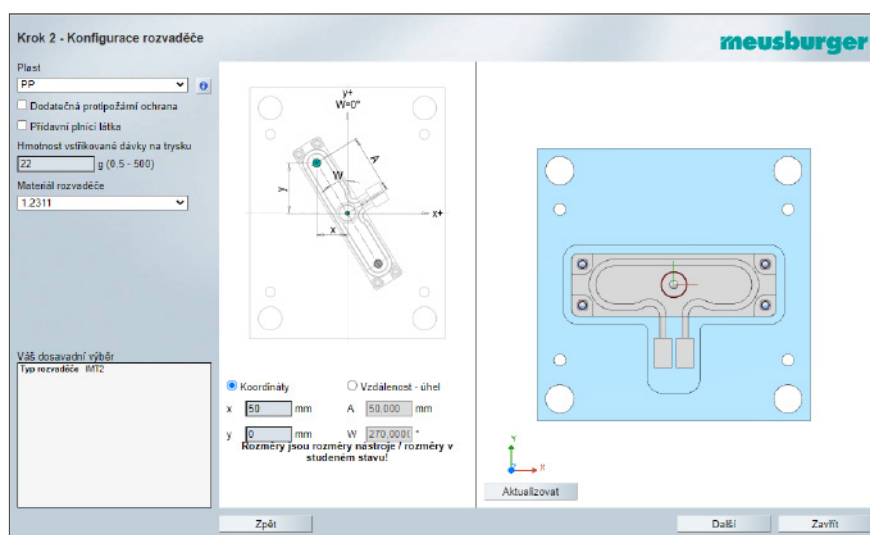 Krok 2 - Konfigurace rozvaděče
meusburger
Plast
PP
Dodatečná protipožární ochrana
Přídavní plnící látka
Hmotnost vstřikované dávky na trysku
22 g (0,5 - 500)
Materiál rozvaděče
1.2311
Váš dosavadní výběr
Typ rozvaděče IMT2
y+
W=0°
A
W
y
x+
x
Koordináty Vzdálenost - úhel
x 50 mm A 50,000 mm
y 0 mm W 270,000 °
Rozměry jsou rozměry nástroje / rozměry v
studeném stavu!
Y
Z X
Aktualizovat
Zpět Další Zavřít